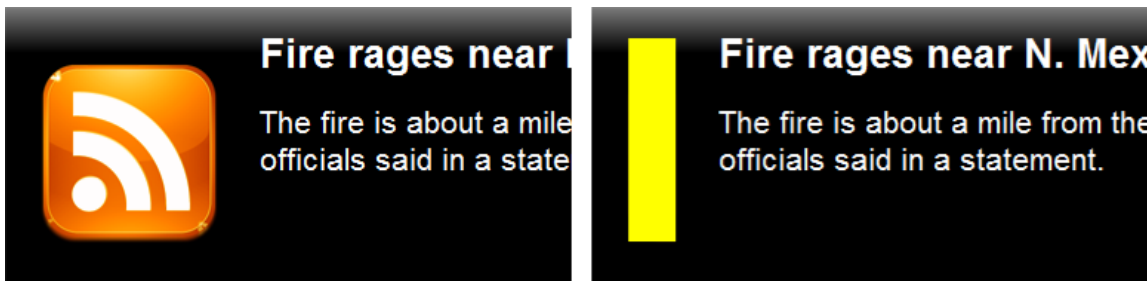 Fire rages near
The fire is about a mile
officials said in a state
Fire rages near N. Mex
The fire is about a mile from the
officials said in a statement.